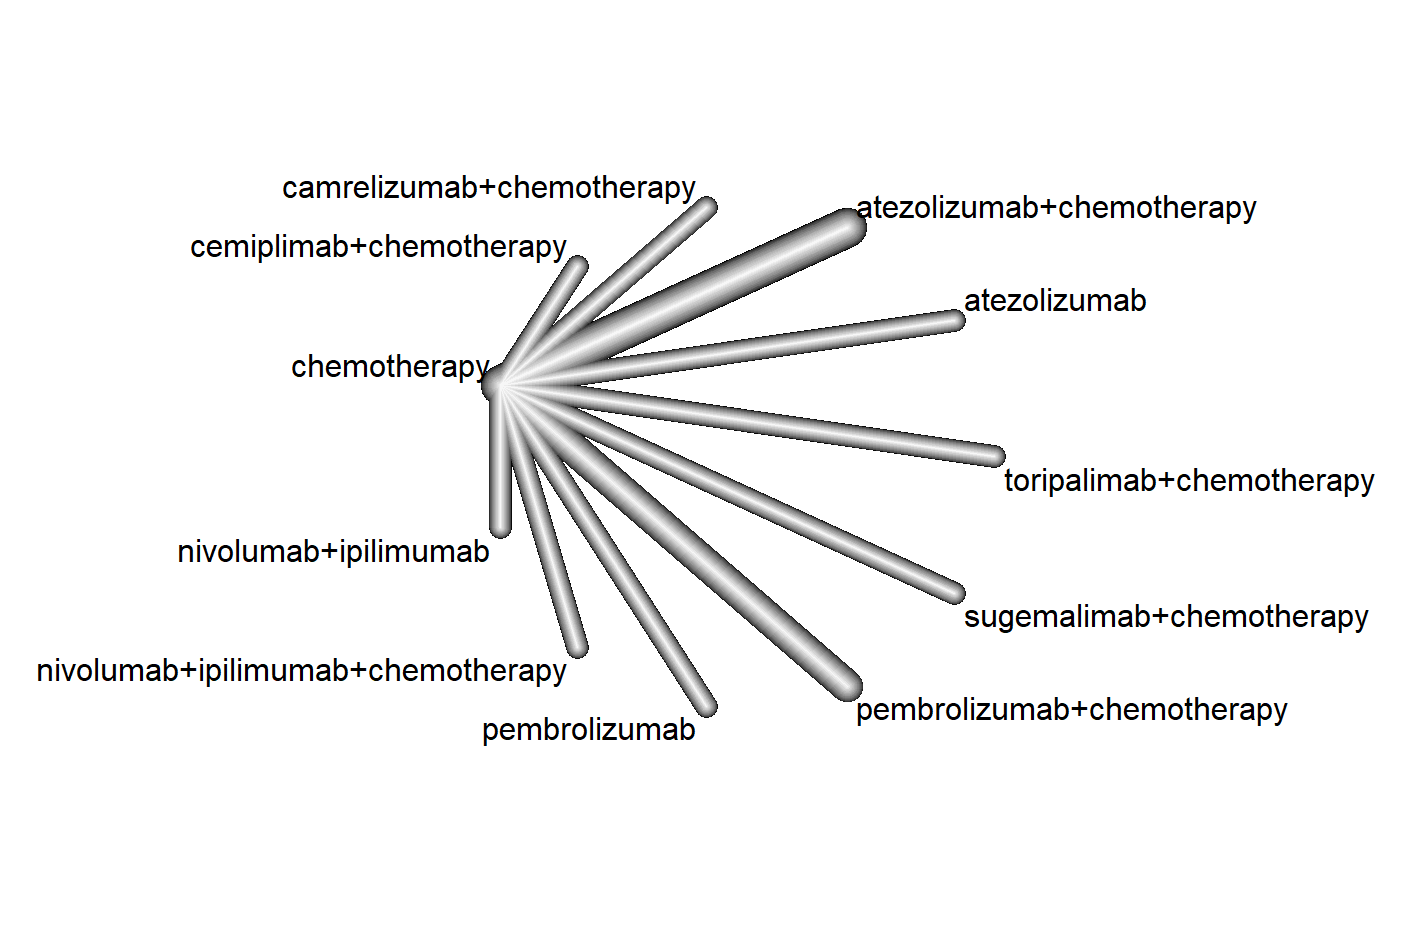 camrelizumab+chemotherapy
atezolizumab+chemotherapy
cemiplimab+chemotherapy
atezolizumab
chemotherapy
toripalimab+chemotherapy
nivolumab+ipilimumab
sugemalimab+chemotherapy
nivolumab+ipilimumab+chemotherapy
pembrolizumab+chemotherapy
pembrolizumab